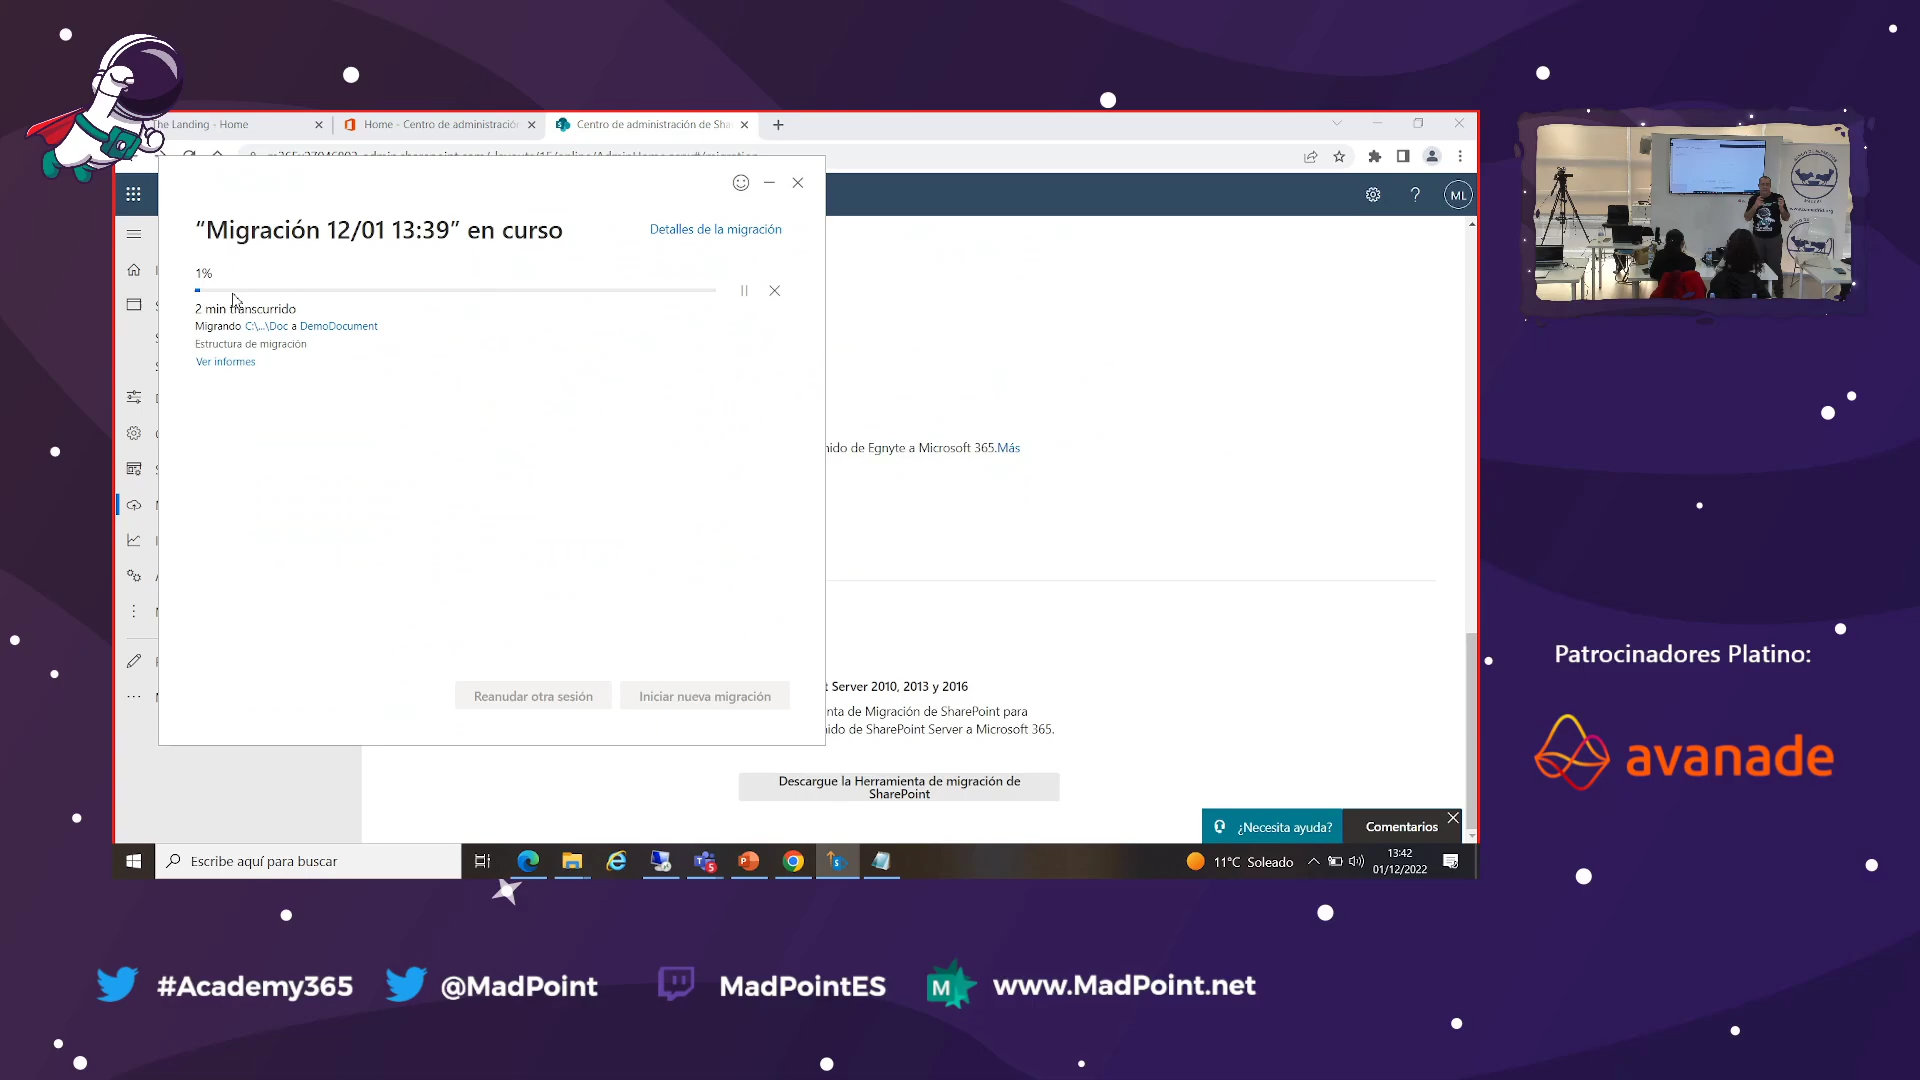 The Landing - Home
Home - Centro de administración
Centro de administración de Sha
ML
“Migración 12/01 13:39” en curso
Detalles de la migración
1%
2 min transcurrido
Migrando C:\...\Doc a DemoDocument
Estructura de migración
Ver informes
nido de Egnyte a Microsoft 365.Más
t Server 2010, 2013 y 2016
nta de Migración de SharePoint para
ido de SharePoint Server a Microsoft 365.
Reanudar otra sesión
Iniciar nueva migración
Descargue la Herramienta de migración de
SharePoint
¿Necesita ayuda?
Comentarios
Escribe aquí para buscar
11°C Soleado
13:42
01/12/2022
Patrocinadores Platino:
avanade
#Academy365
@MadPoint
MadPointES
M
www.MadPoint.net